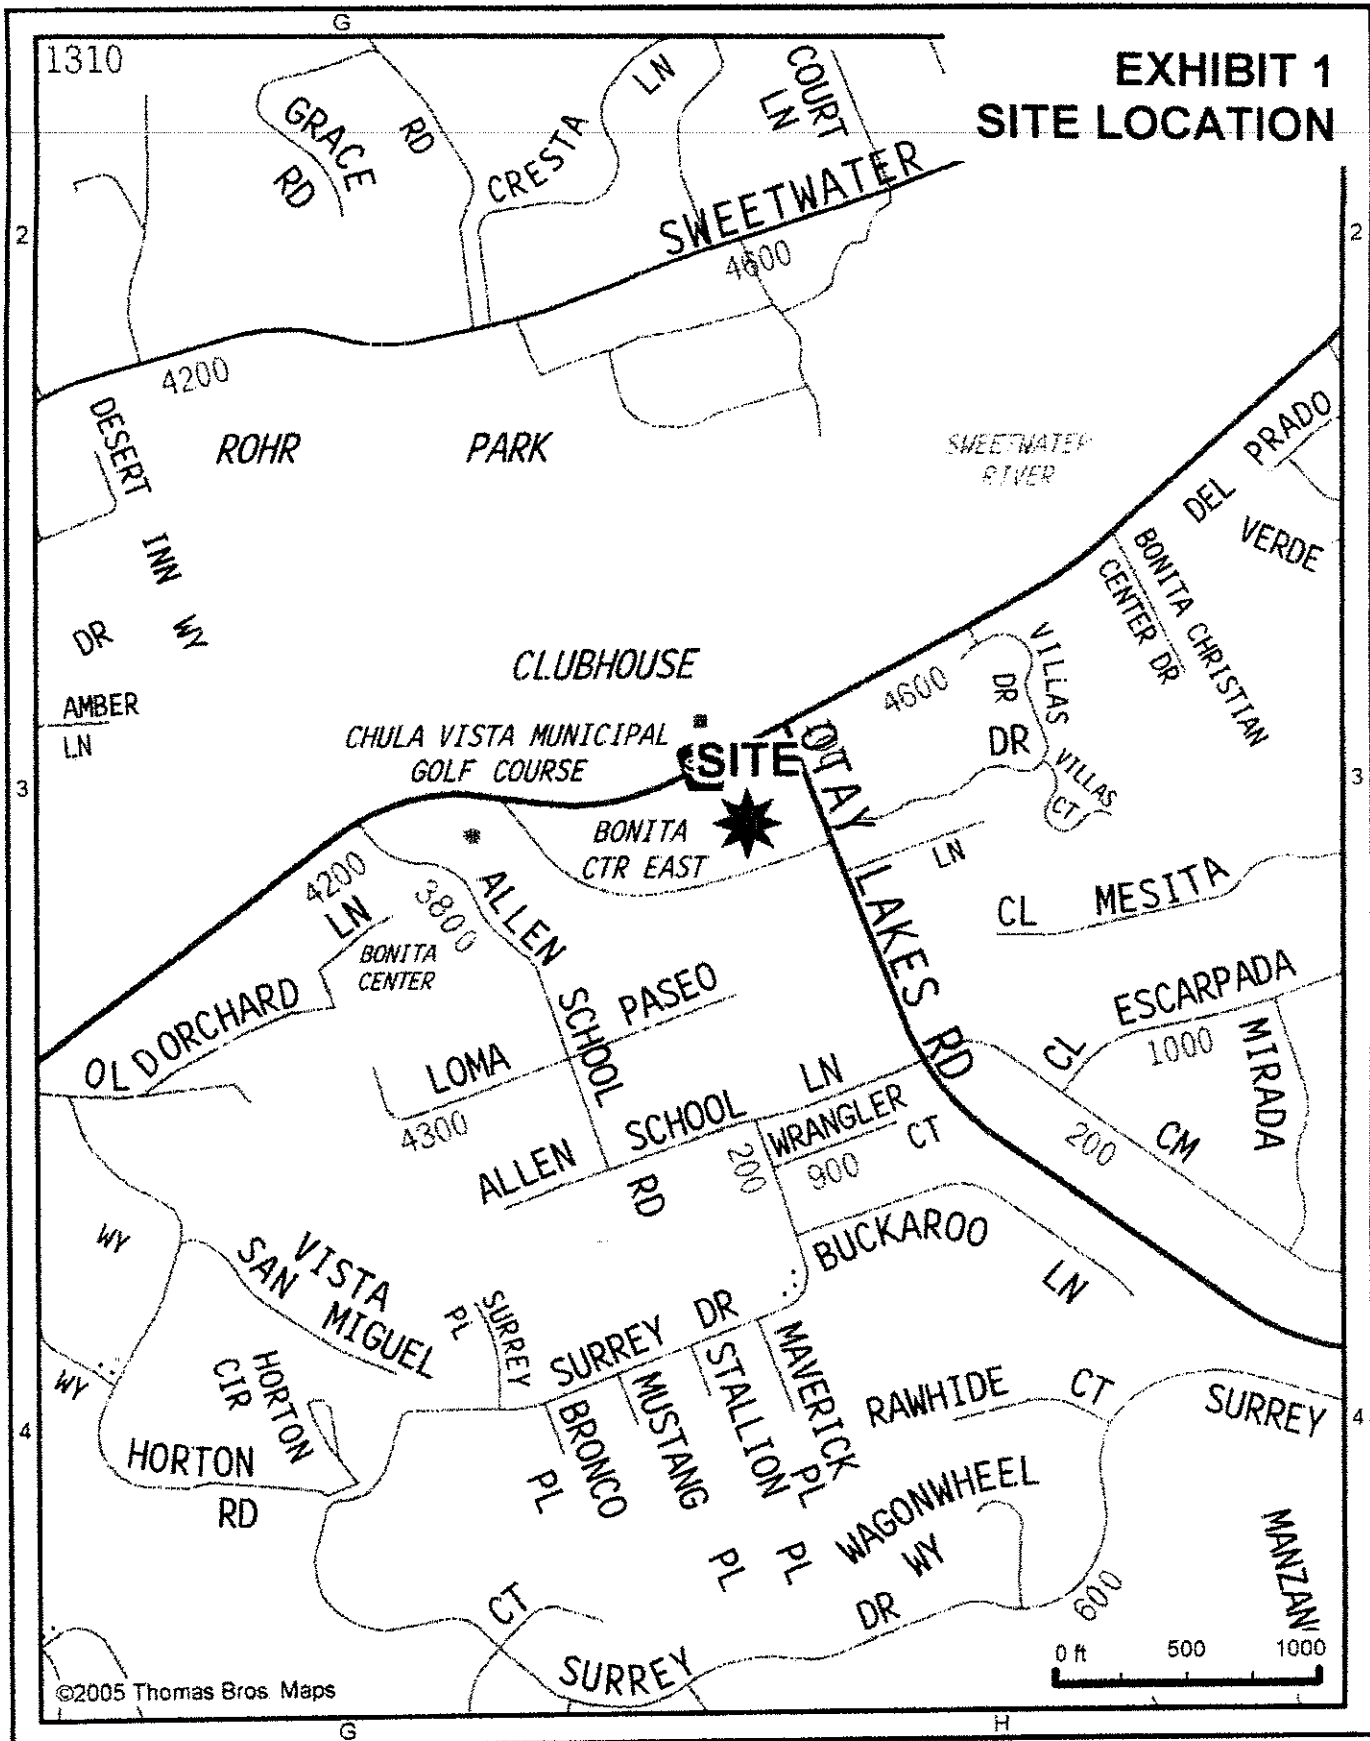 G
1310
EXHIBIT 1
SITE LOCATION
GRACE
RD
RD
CRESTA
LN
COURT
LN
SWEETWATER
4600
2
2
4200
DESERT
INN
WY
ROHR PARK
SWEETWATER
RIVER
DEL PRADO
VERDE
BONITA CHRISTIAN
CENTER DR
DR
AMBER
LN
CLUBHOUSE
CHULA VISTA MUNICIPAL
GOLF COURSE
SITE
4600
VILLAS
DR
DR
VILLAS
CT
3
3
BONITA
CTR EAST
OTAY LAKES RD
LN
4200
LN
3800
ALLEN
SCHOOL
RD
BONITA
CENTER
CL MESITA
OLD ORCHARD
LOMA PASEO
4300
CL ESCARPADA
1000
MIRADA
ALLEN SCHOOL LN
200
WRANGLER
CT
900
200
CM
BUCKAROO
LN
WY
VISTA
SAN MIGUEL
SURREY
PL
SURREY DR
WY
HORTON
CIR
HORTON
RD
BRONCO
PL
MUSTANG
PL
STALLION
PL
MAVERICK
PL
RAWHIDE CT
SURREY
4
4
WAGONWHEEL
WY
MANZAN
CT
SURREY
DR
600
0 ft 500 1000
©2005 Thomas Bros. Maps
G
H